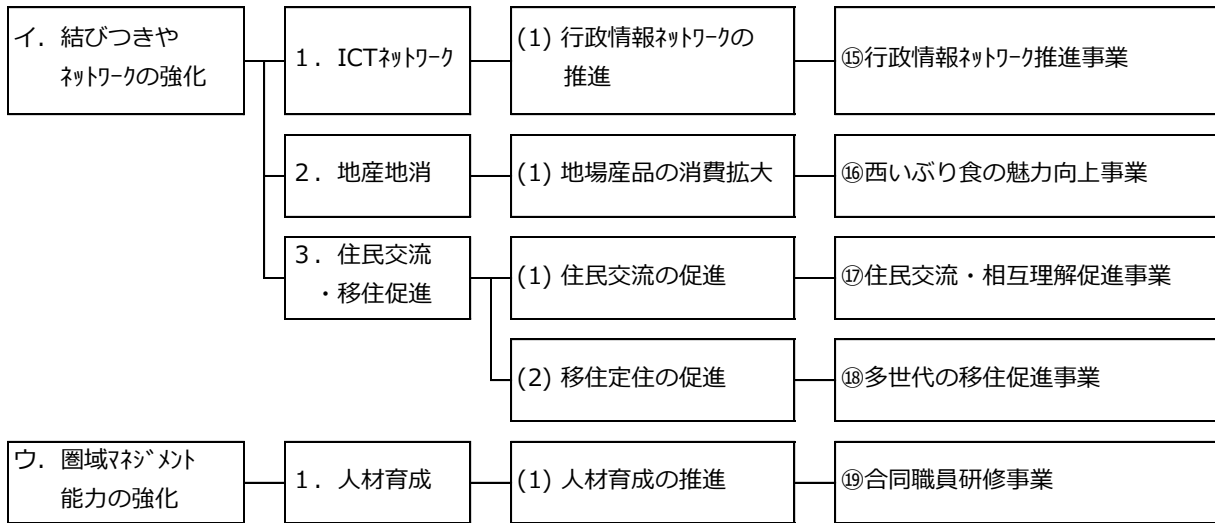 イ．結びつきや
ﾈｯﾄﾜｰｸの強化
１．ICTﾈｯﾄﾜｰｸ
(1) 行政情報ﾈｯﾄﾜｰｸの
推進
⑮行政情報ﾈｯﾄﾜｰｸ推進事業
２．地産地消
(1) 地場産品の消費拡大
⑯西いぶり食の魅力向上事業
３．住民交流
・移住促進
(1) 住民交流の促進
⑰住民交流・相互理解促進事業
(2) 移住定住の促進
⑱多世代の移住促進事業
ウ．圏域ﾏﾈｼﾞﾒﾝﾄ
能力の強化
１．人材育成
(1) 人材育成の推進
⑲合同職員研修事業